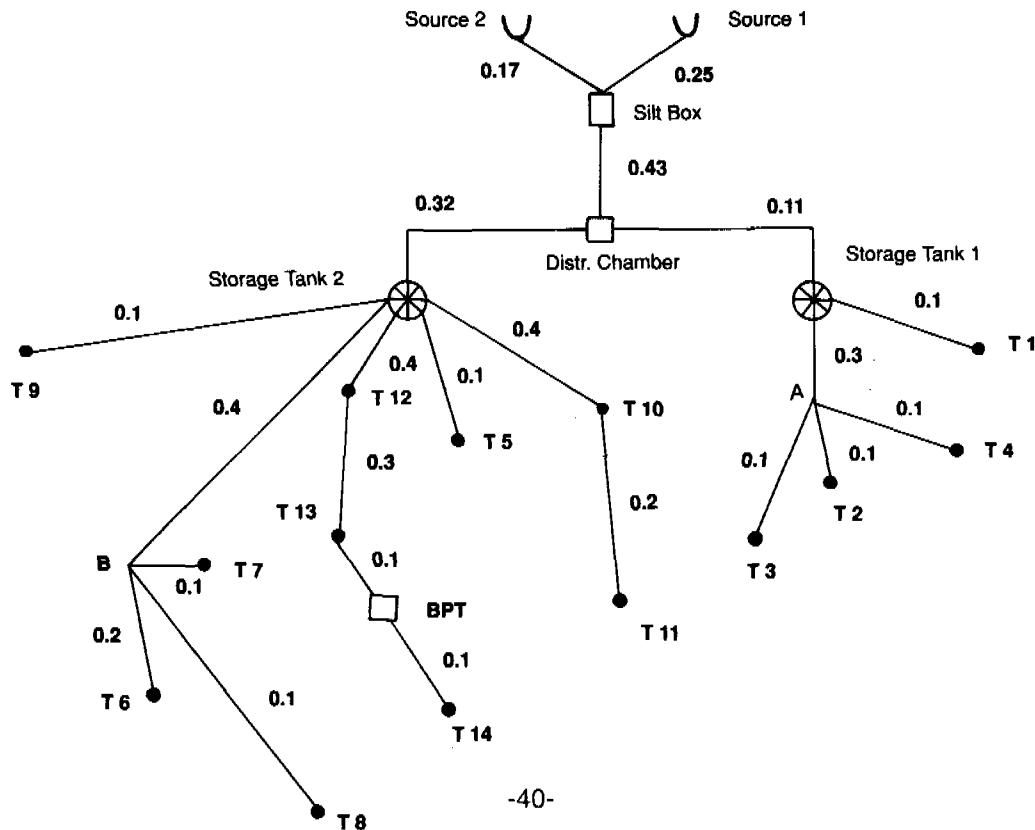 Source 2
Source 1
0.17
0.25
Silt Box
0.43
0.32
0.11
Distr. Chamber
Storage Tank 2
Storage Tank 1
0.1
0.1
0.4
T 1
0.4
0.1
0.3
T 9
T 12
A
0.4
T 10
0.1
T 5
T 4
0.3
0.1
0.1
0.2
T 2
T 13
0.1
T 3
B
T 7
0.1
BPT
T 11
0.2
0.1
0.1
T 6
T 14
-40-
T 8